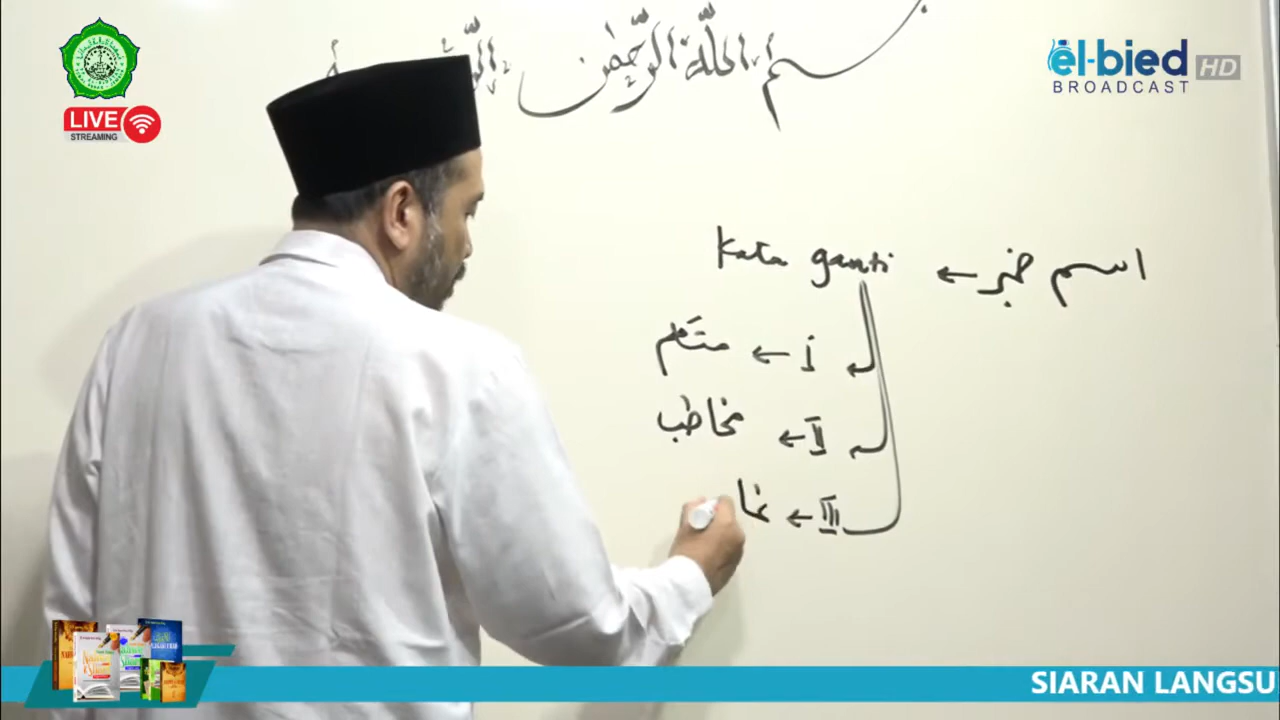 بسم الله الرحمن
el-bied HD
BROADCAST
LIVE
STREAMING
اسم ضمير ← Kata ganti
I ← متكلم
II ← مخاطب
III ← غا
SIARAN LANGSU